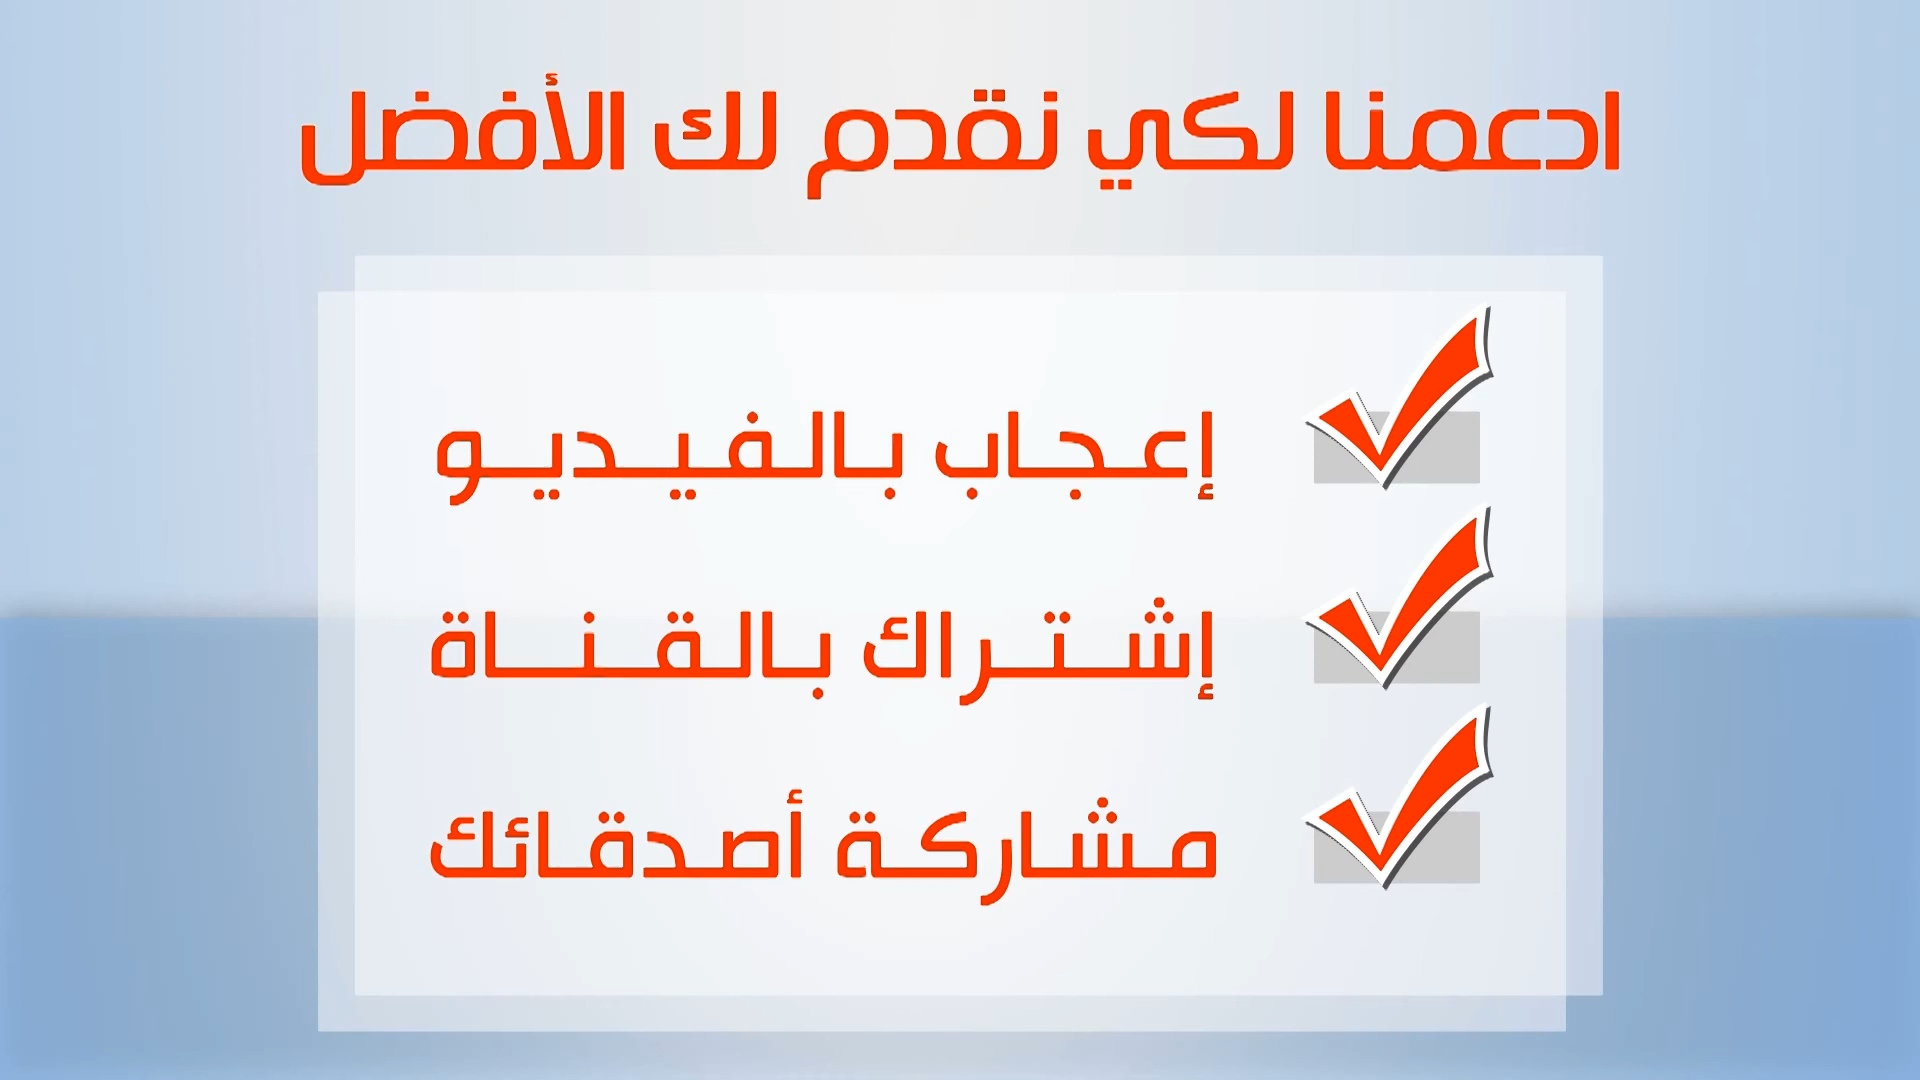 ادعمنا لكي نقدم لك الأفضل
إعجاب بالفيديو
إشتراك بالقناة
مشاركة أصدقائك